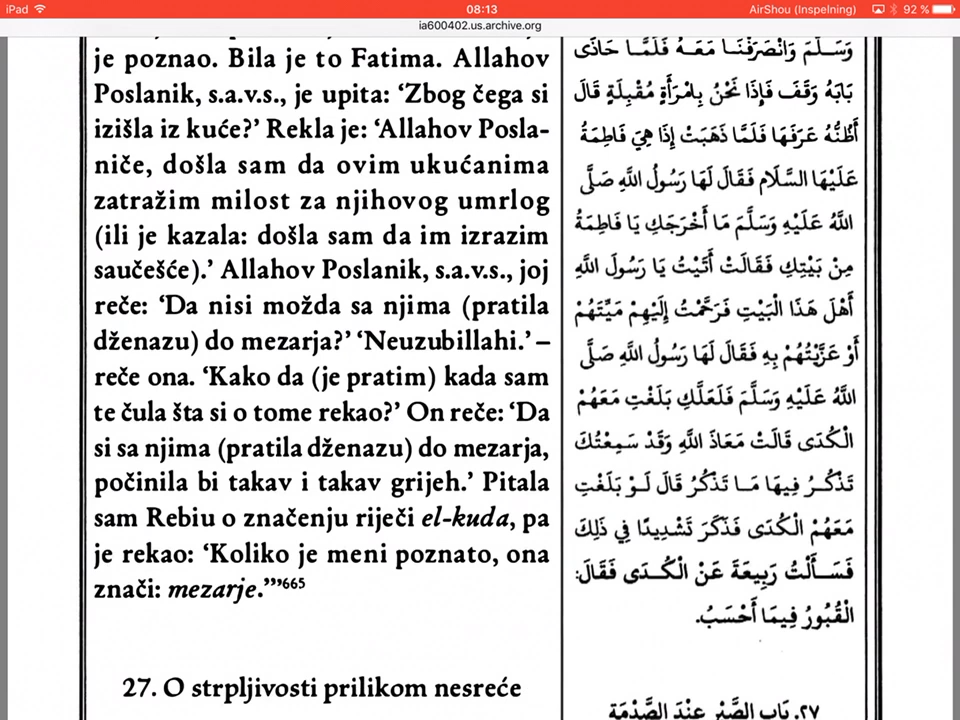 iPad
08:13
AirShou (Inspelning)
92 %
ia600402.us.archive.org
je poznao. Bila je to Fatima. Allahov
Poslanik, s.a.v.s., je upita: ‘Zbog čega si
izišla iz kuće?’ Rekla je: ‘Allahov Posla-
niče, došla sam da ovim ukućanima
zatražim milost za njihovog umrlog
(ili je kazala: došla sam da im izrazim
saučešće).’ Allahov Poslanik, s.a.v.s., joj
reče: ‘Da nisi možda sa njima (pratila
dženazu) do mezarja?’ ‘Neuzubillahi.’ –
reče ona. ‘Kako da (je pratim) kada sam
te čula šta si o tome rekao?’ On reče: ‘Da
si sa njima (pratila dženazu) do mezarja,
počinila bi takav i takav grijeh.’ Pitala
sam Rebiu o značenju riječi el-kuda, pa
je rekao: ‘Koliko je meni poznato, ona
znači: mezarje.’”⁶⁶⁵
27. O strpljivosti prilikom nesreće
وَسَلَّمَ وَانْصَرَفْنَا مَعَهُ فَلَمَّا حَاذَى
بَابَهُ وَقَفَ فَإِذَا نَحْنُ بِامْرَأَةٍ مُقْبِلَةٍ قَالَ
أَظُنُّهُ عَرَفَهَا فَلَمَّا ذَهَبَتْ إِذَا هِيَ فَاطِمَةُ
عَلَيْهَا السَّلَام فَقَالَ لَهَا رَسُولُ اللَّهِ صَلَّى
اللَّهُ عَلَيْهِ وَسَلَّمَ مَا أَخْرَجَكِ يَا فَاطِمَةُ
مِنْ بَيْتِكِ فَقَالَتْ أَتَيْتُ يَا رَسُولَ اللَّهِ
أَهْلَ هَذَا الْبَيْتِ فَرَحَّمْتُ إِلَيْهِمْ مَيِّتَهُمْ
أَوْ عَزَّيْتُهُمْ بِهِ فَقَالَ لَهَا رَسُولُ اللَّهِ صَلَّى
اللَّهُ عَلَيْهِ وَسَلَّمَ فَلَعَلَّكِ بَلَغْتِ مَعَهُمْ
الْكُدَى قَالَتْ مَعَاذَ اللَّهِ وَقَدْ سَمِعْتُكَ
تَذْكُرُ فِيهَا مَا تَذْكُرُ قَالَ لَوْ بَلَغْتِ
مَعَهُمْ الْكُدَى فَذَكَرَ تَشْدِيدًا فِي ذَلِكَ
فَسَأَلْتُ رَبِيعَةَ عَنْ الْكُدَى فَقَالَ:
الْقُبُورُ فِيمَا أَحْسَبُ.
٢٧. بَاب الصَّبْرِ عِنْدَ الصَّدْمَةِ